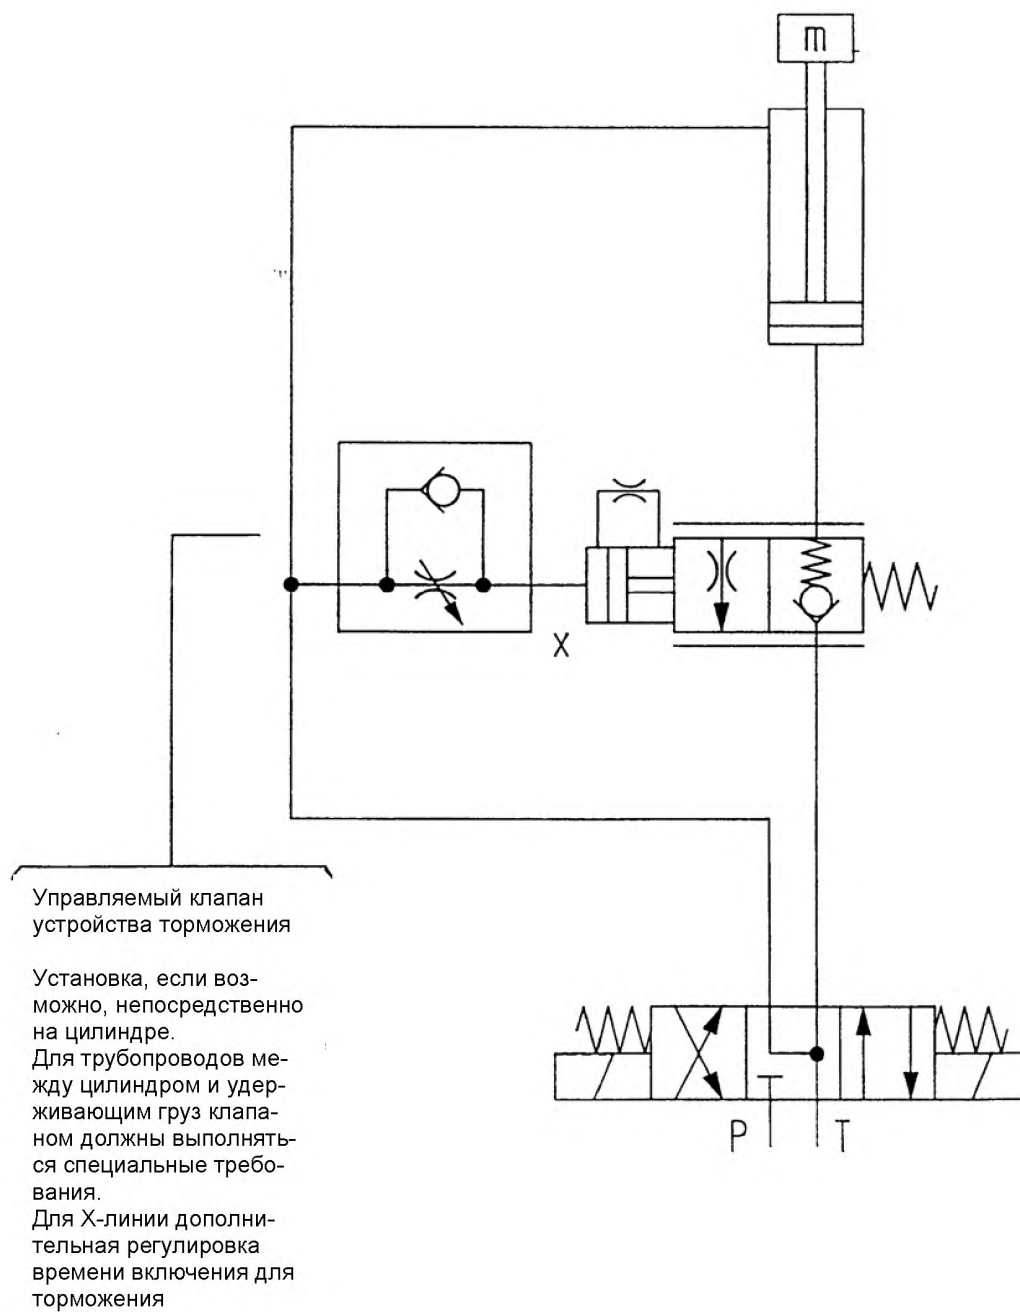 m
X
P T
Управляемый клапан
устройства торможения
Установка, если воз-
можно, непосредственно
на цилиндре.
Для трубопроводов ме-
жду цилиндром и удер-
живающим груз клапа-
ном должны выполнять-
ся специальные требо-
вания.
Для X-линии дополни-
тельная регулировка
времени включения для
торможения